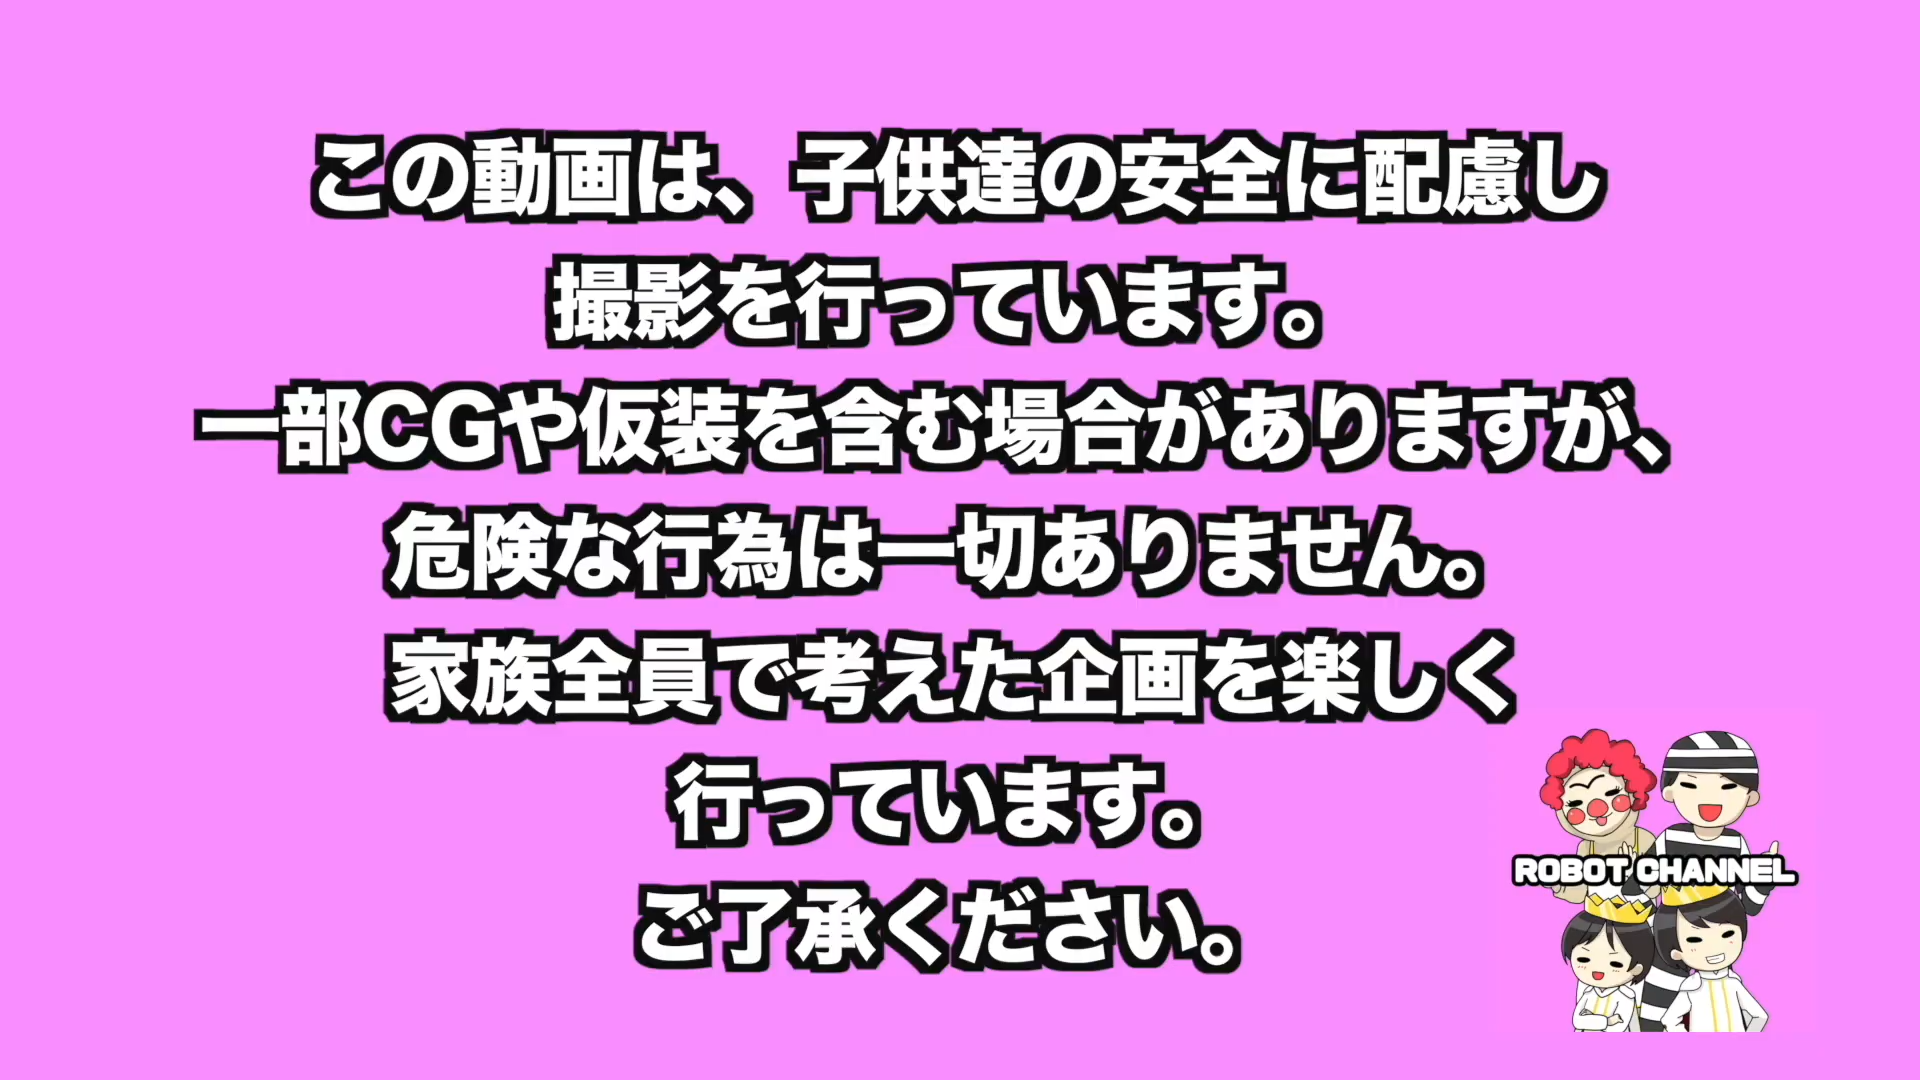 この動画は、子供達の安全に配慮し
撮影を行っています。
一部CGや仮装を含む場合がありますが、
危険な行為は一切ありません。
家族全員で考えた企画を楽しく
行っています。
ご了承ください。
ROBOT CHANNEL